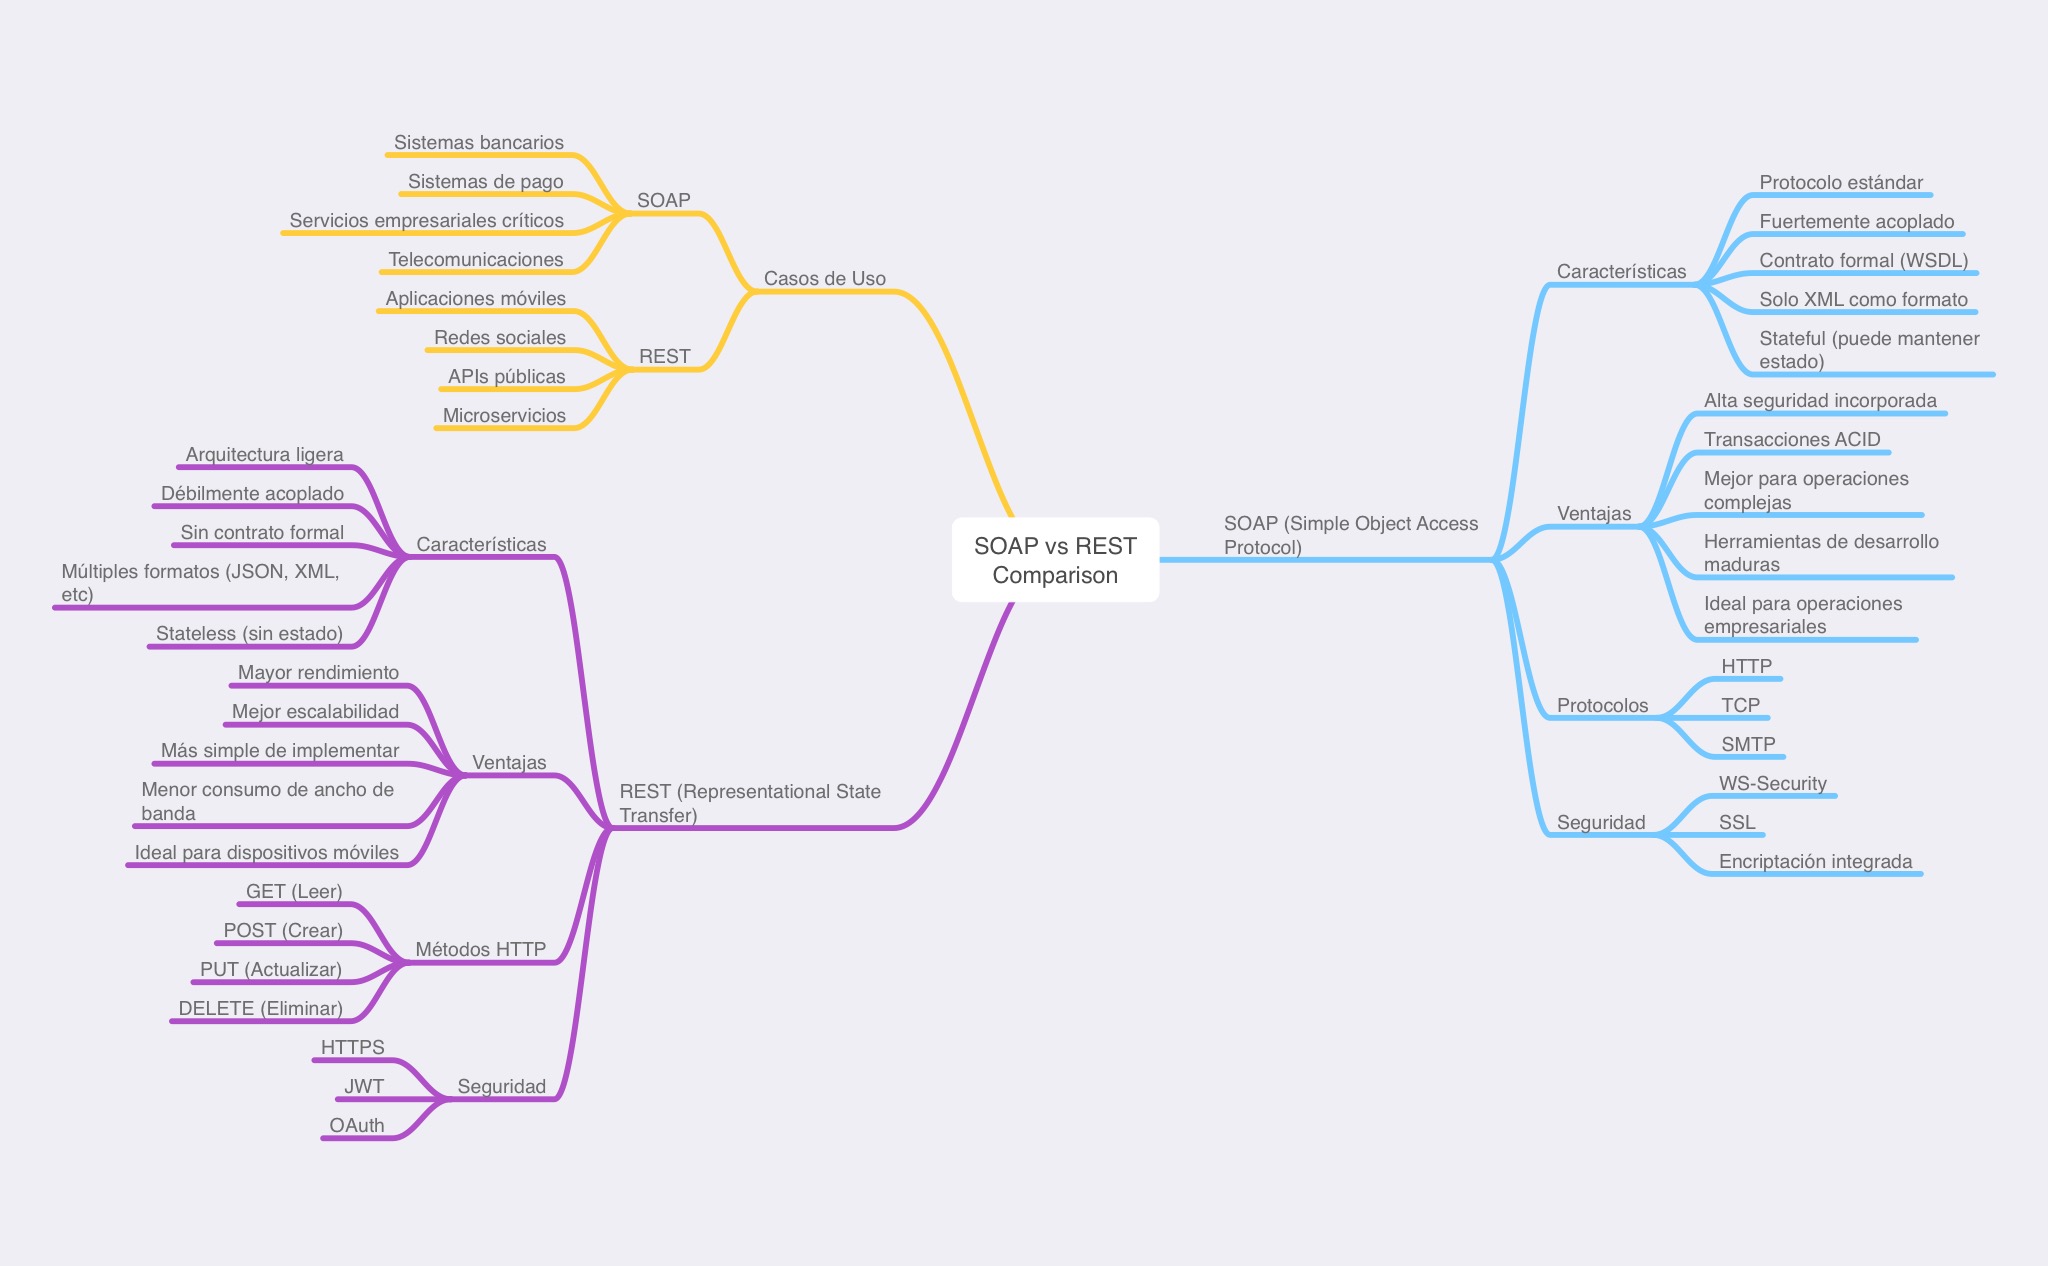 SOAP vs REST
Comparison
SOAP (Simple Object Access
Protocol)
Características
Protocolo estándar
Fuertemente acoplado
Contrato formal (WSDL)
Solo XML como formato
Stateful (puede mantener
estado)
Ventajas
Alta seguridad incorporada
Transacciones ACID
Mejor para operaciones
complejas
Herramientas de desarrollo
maduras
Ideal para operaciones
empresariales
Protocolos
HTTP
TCP
SMTP
Seguridad
WS-Security
SSL
Encriptación integrada
REST (Representational State
Transfer)
Características
Arquitectura ligera
Débilmente acoplado
Sin contrato formal
Múltiples formatos (JSON, XML,
etc)
Stateless (sin estado)
Ventajas
Mayor rendimiento
Mejor escalabilidad
Más simple de implementar
Menor consumo de ancho de
banda
Ideal para dispositivos móviles
Métodos HTTP
GET (Leer)
POST (Crear)
PUT (Actualizar)
DELETE (Eliminar)
Seguridad
HTTPS
JWT
OAuth
Casos de Uso
SOAP
Sistemas bancarios
Sistemas de pago
Servicios empresariales críticos
Telecomunicaciones
REST
Aplicaciones móviles
Redes sociales
APIs públicas
Microservicios